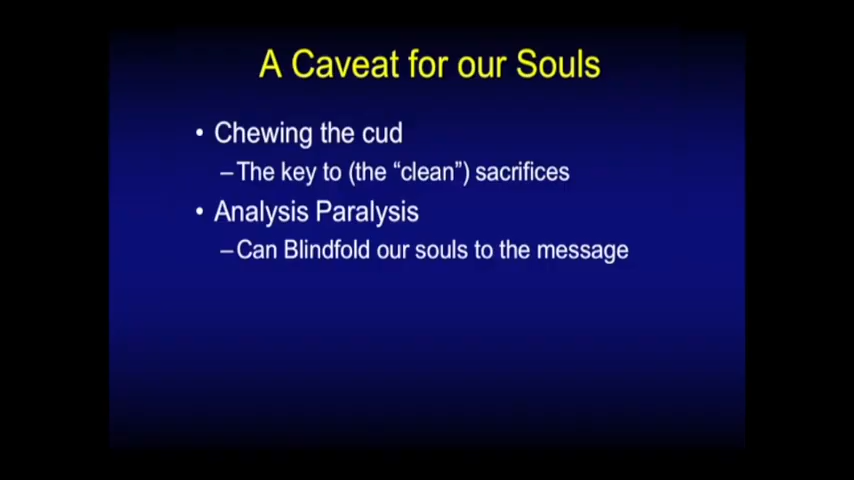 A Caveat for our Souls
• Chewing the cud
–The key to (the “clean”) sacrifices
• Analysis Paralysis
–Can Blindfold our souls to the message